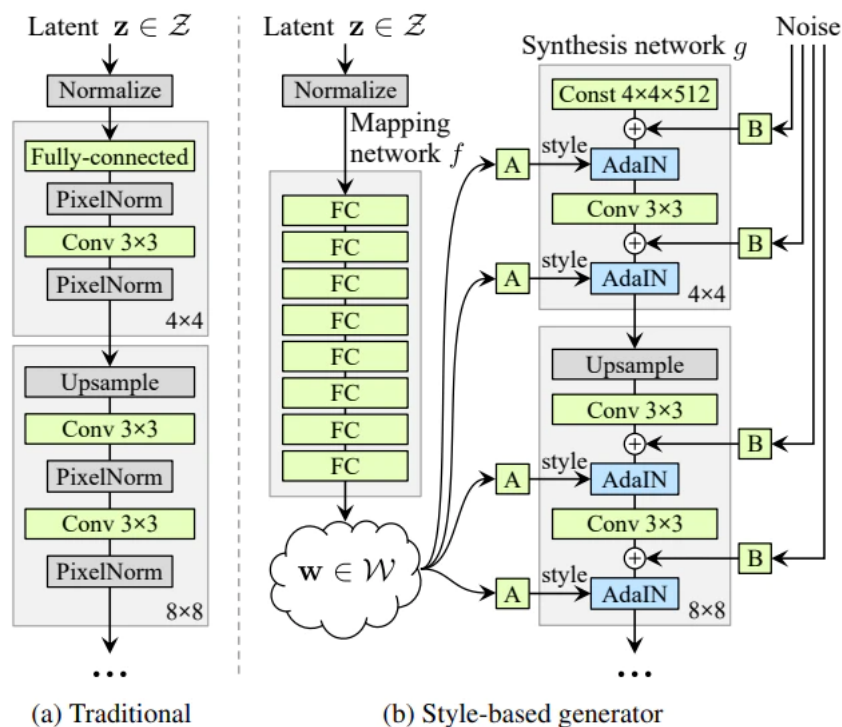 Latent z ∈ 𝒵
Normalize
Fully-connected
PixelNorm
Conv 3×3
PixelNorm
4×4
Upsample
Conv 3×3
PixelNorm
Conv 3×3
PixelNorm
8×8
...
(a) Traditional
Latent z ∈ 𝒵
Normalize
Mapping
network f
FC
FC
FC
FC
FC
FC
FC
FC
w ∈ 𝒲
A
style
A
style
A
style
A
style
Synthesis network g
Noise
Const 4×4×512
B
AdaIN
Conv 3×3
B
AdaIN
4×4
Upsample
Conv 3×3
B
AdaIN
Conv 3×3
B
AdaIN
8×8
...
(b) Style-based generator